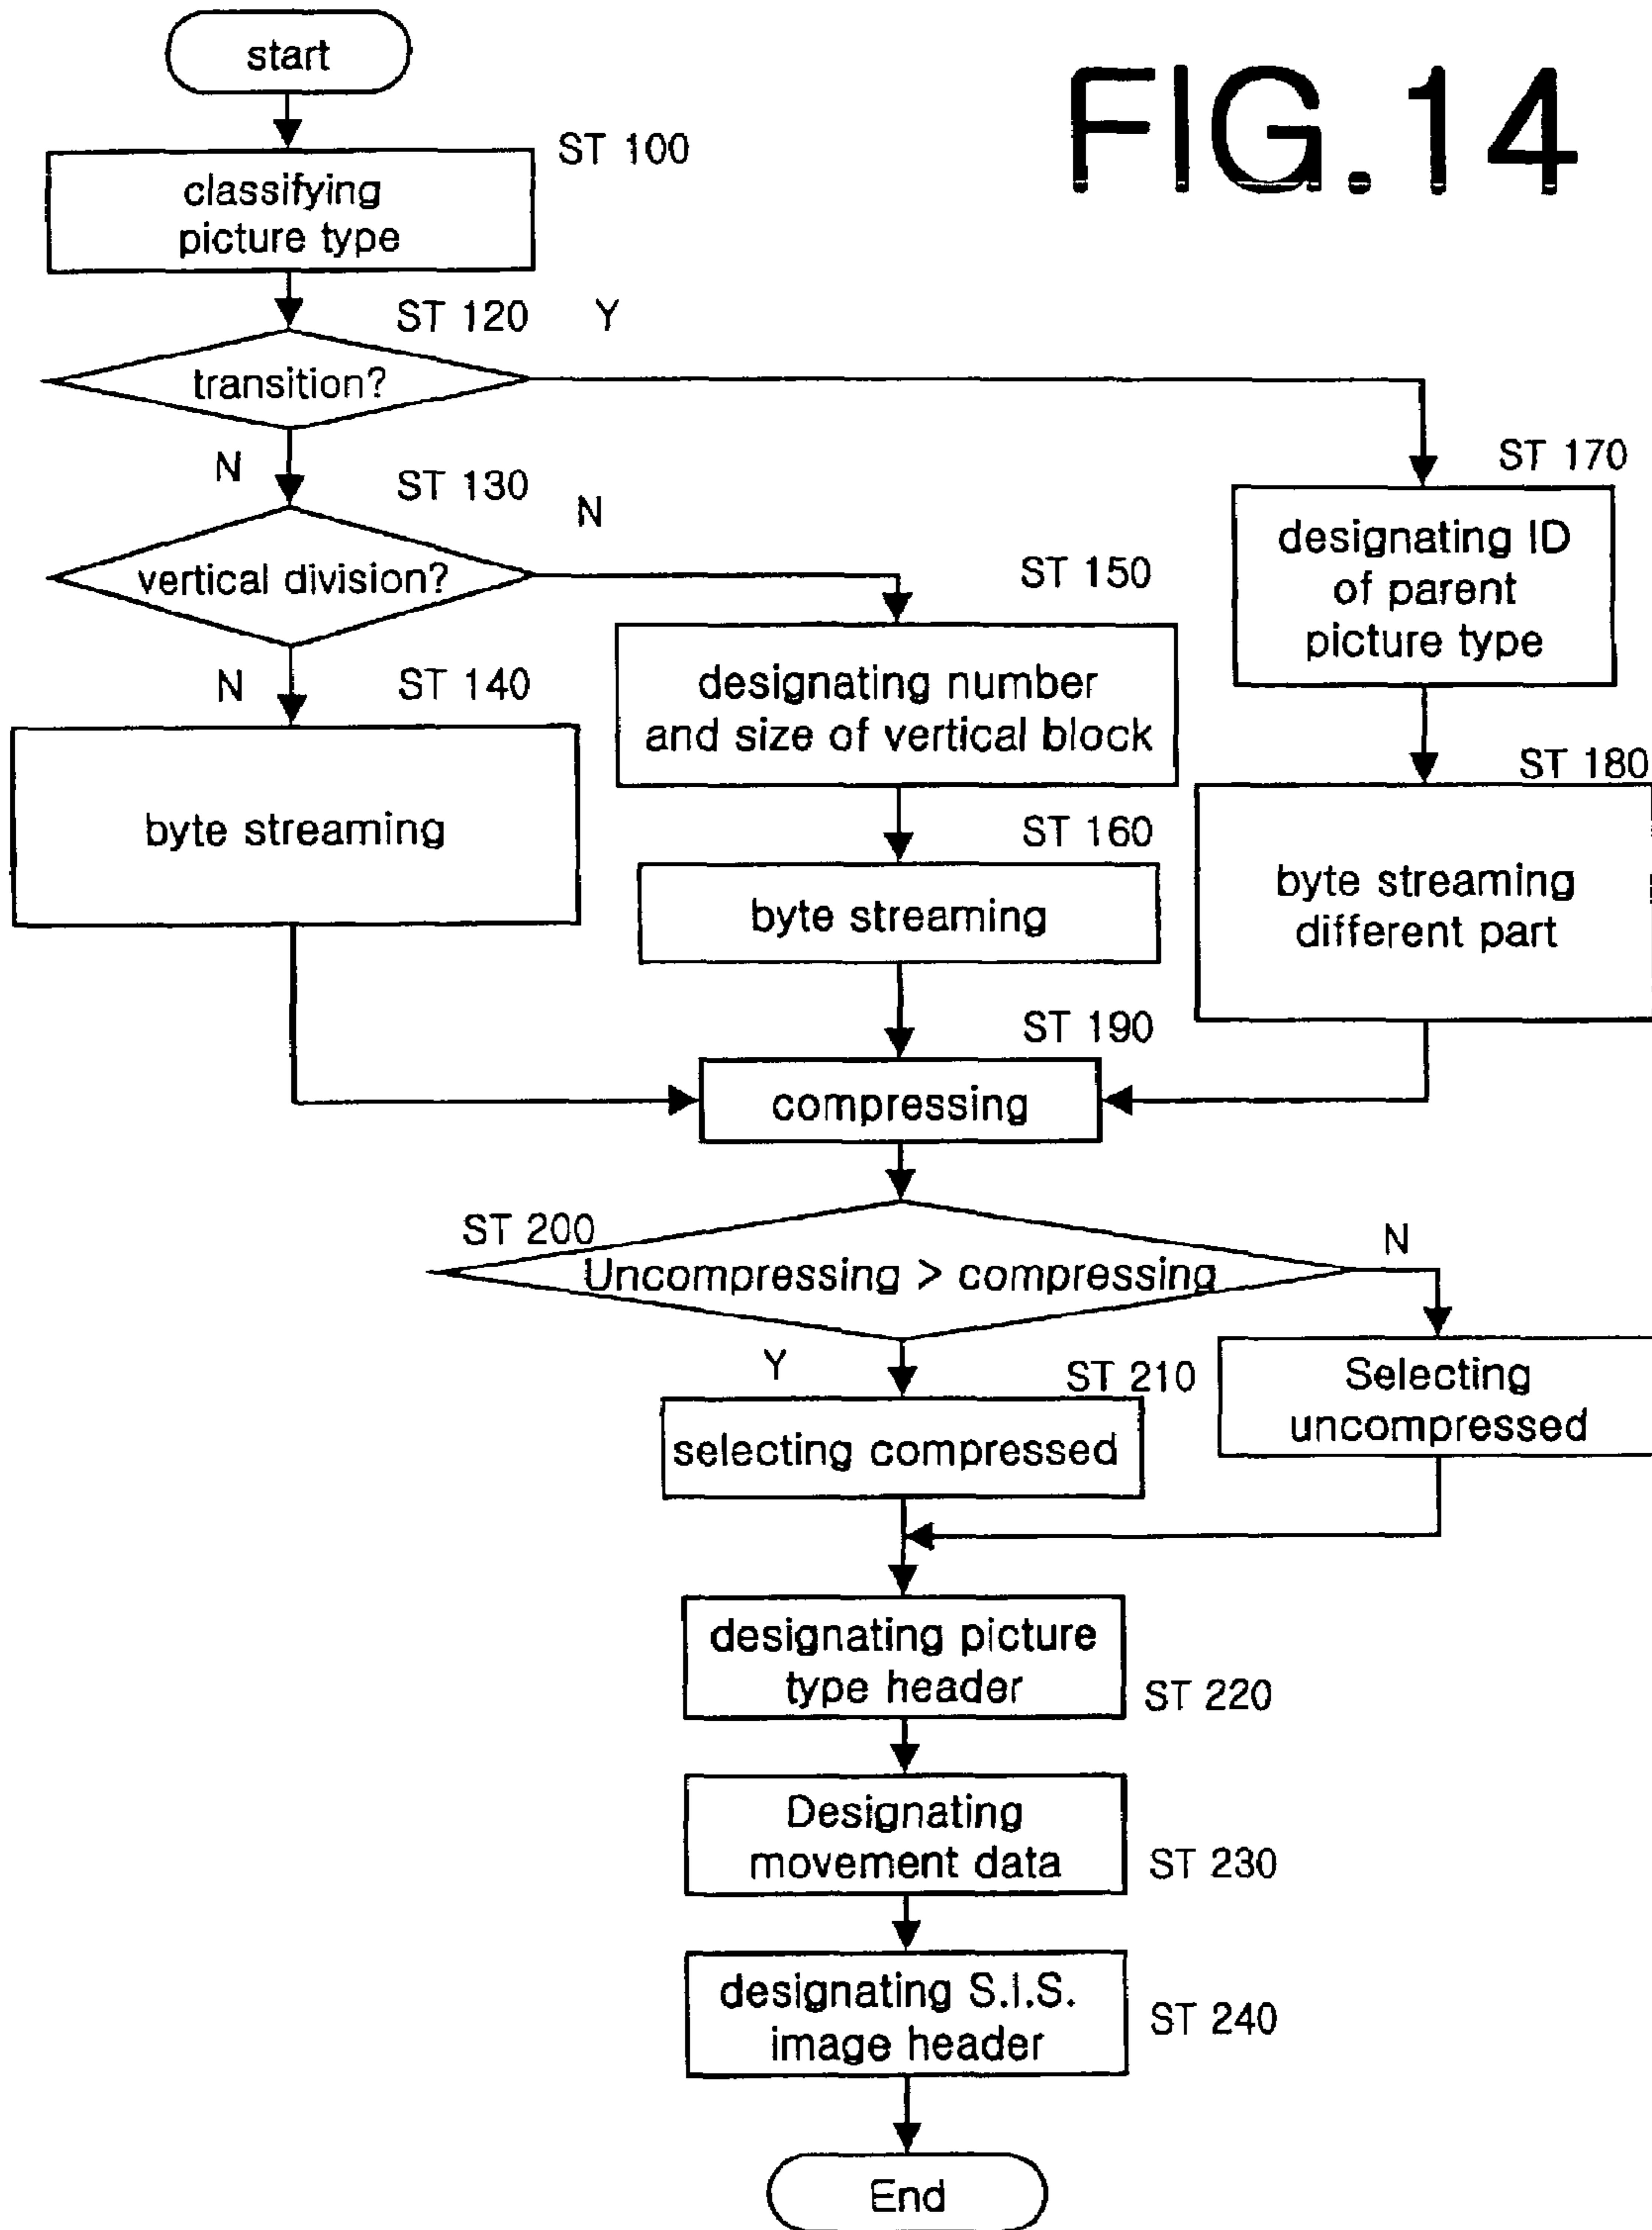 start
FIG.14
ST 100
classifying
picture type
ST 120
Y
transition?
N
ST 130
N
vertical division?
ST 170
designating ID
of parent
picture type
ST 150
designating number
and size of vertical block
N
ST 140
byte streaming
ST 160
byte streaming
ST 180
byte streaming
different part
ST 190
compressing
ST 200
Uncompressing > compressing
N
Y
ST 210
selecting compressed
Selecting
uncompressed
designating picture
type header
ST 220
Designating
movement data
ST 230
designating S.I.S.
image header
ST 240
End